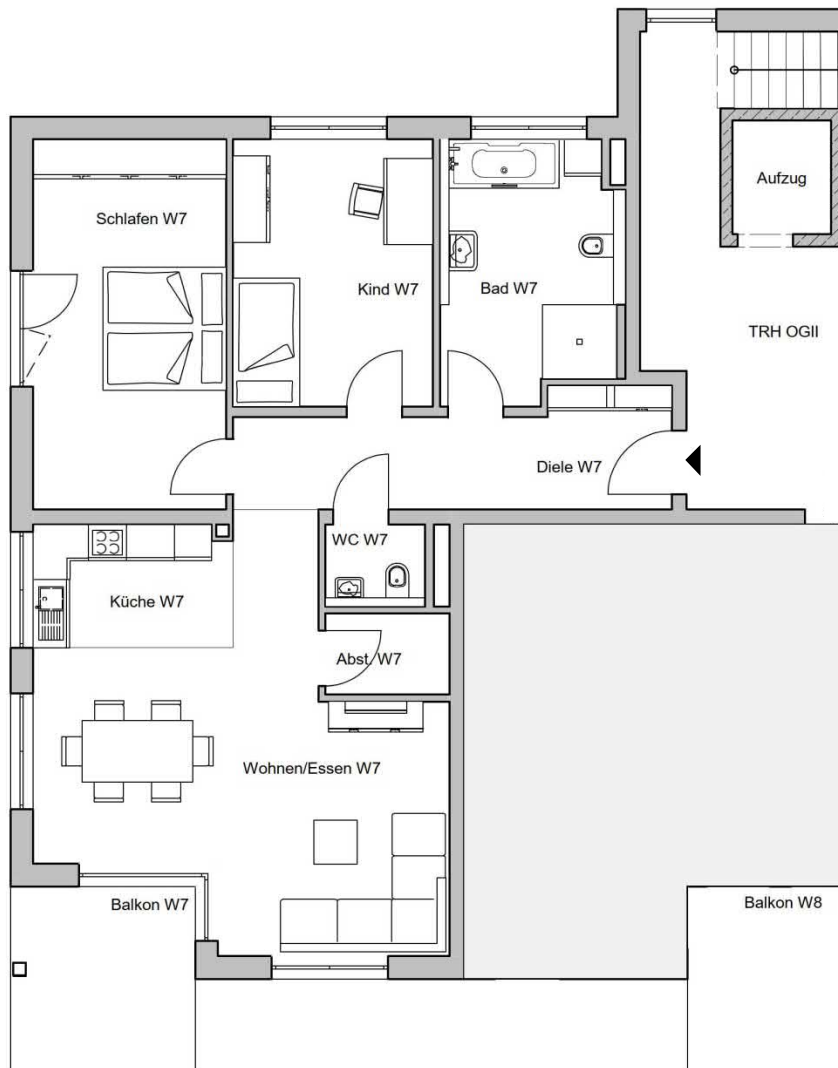 Aufzug
Schlafen W7
Kind W7
Bad W7
TRH OGII
Diele W7
WC W7
Küche W7
Abst. W7
Wohnen/Essen W7
Balkon W7
Balkon W8